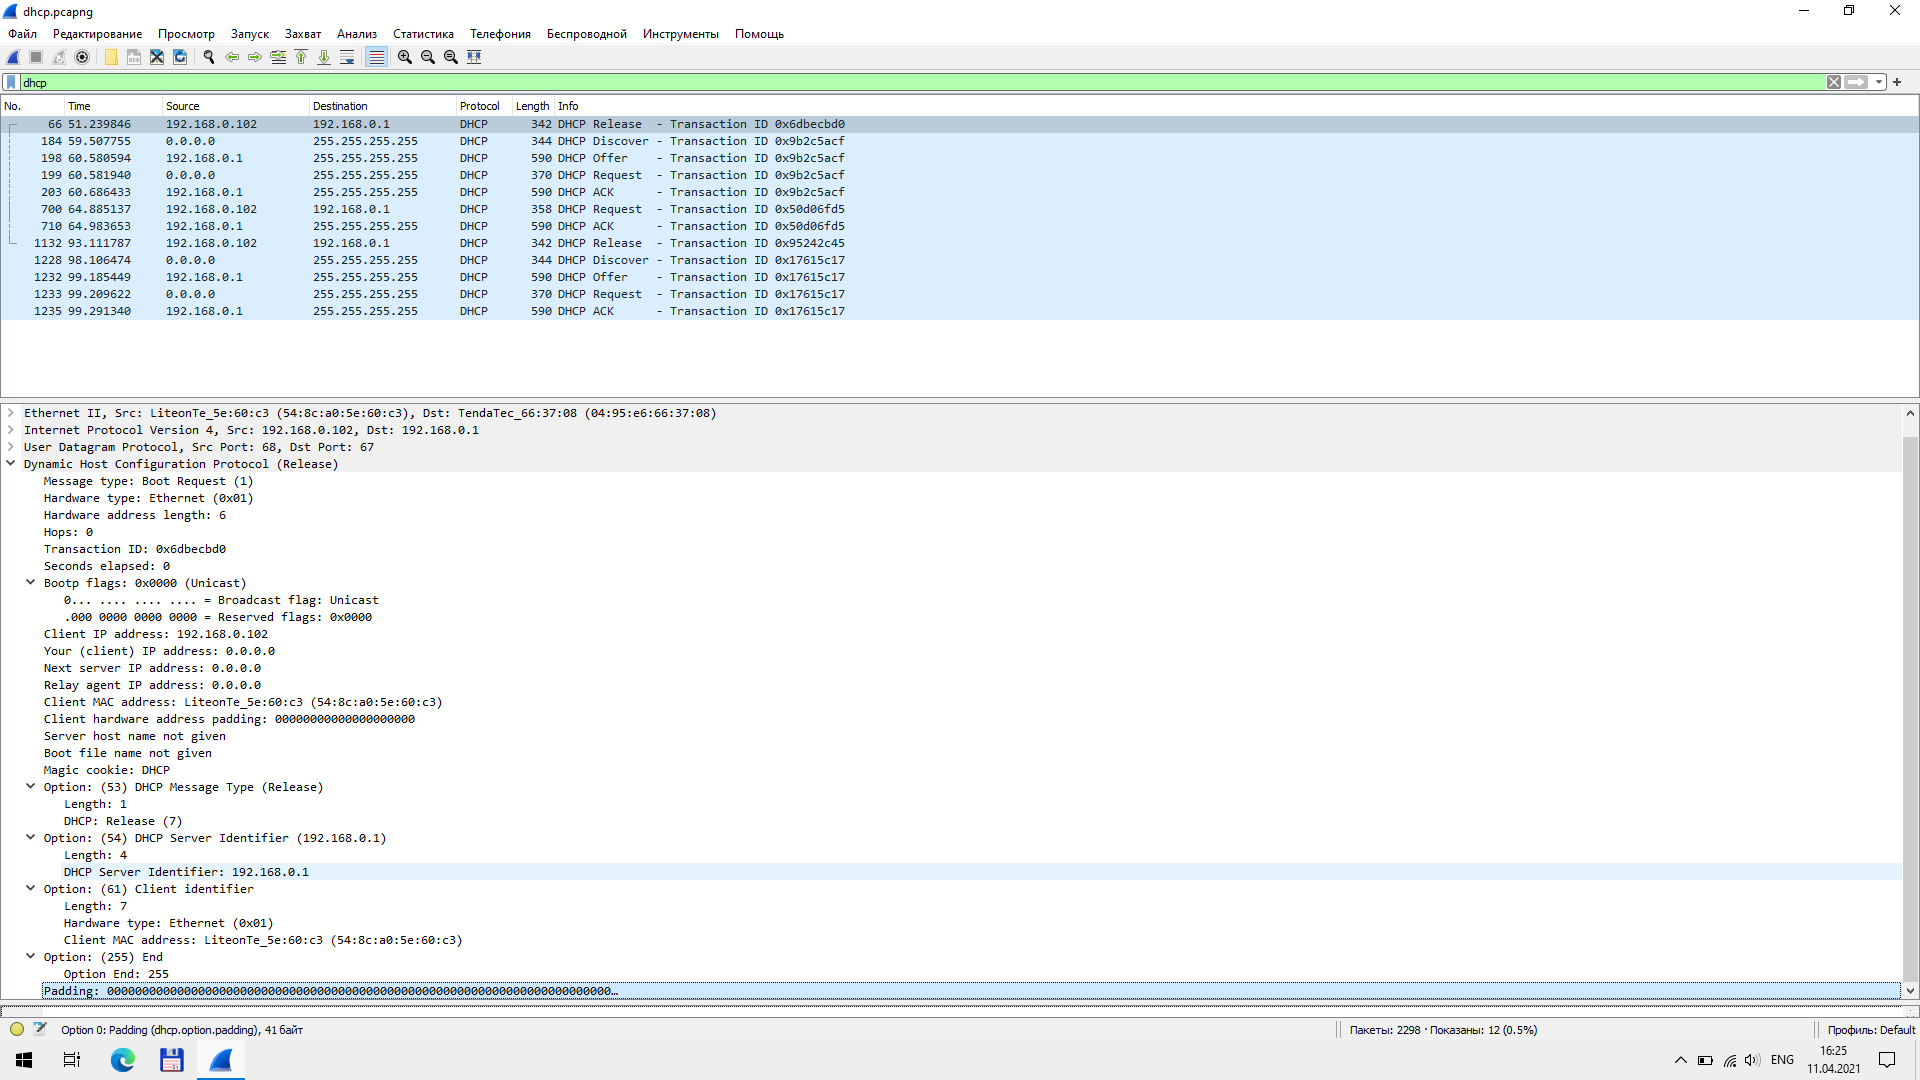 dhcp.pcapng
Файл Редактирование Просмотр Запуск Захват Анализ Статистика Телефония Беспроводной Инструменты Помощь
dhcp
No. Time Source Destination Protocol Length Info
66 51.239846 192.168.0.102 192.168.0.1 DHCP 342 DHCP Release - Transaction ID 0x6dbecbd0
184 59.507755 0.0.0.0 255.255.255.255 DHCP 344 DHCP Discover - Transaction ID 0x9b2c5acf
198 60.580594 192.168.0.1 255.255.255.255 DHCP 590 DHCP Offer - Transaction ID 0x9b2c5acf
199 60.581940 0.0.0.0 255.255.255.255 DHCP 370 DHCP Request - Transaction ID 0x9b2c5acf
203 60.686433 192.168.0.1 255.255.255.255 DHCP 590 DHCP ACK - Transaction ID 0x9b2c5acf
700 64.885137 192.168.0.102 192.168.0.1 DHCP 358 DHCP Request - Transaction ID 0x50d06fd5
710 64.983653 192.168.0.1 255.255.255.255 DHCP 590 DHCP ACK - Transaction ID 0x50d06fd5
1132 93.111787 192.168.0.102 192.168.0.1 DHCP 342 DHCP Release - Transaction ID 0x95242c45
1228 98.106474 0.0.0.0 255.255.255.255 DHCP 344 DHCP Discover - Transaction ID 0x17615c17
1232 99.185449 192.168.0.1 255.255.255.255 DHCP 590 DHCP Offer - Transaction ID 0x17615c17
1233 99.209622 0.0.0.0 255.255.255.255 DHCP 370 DHCP Request - Transaction ID 0x17615c17
1235 99.291340 192.168.0.1 255.255.255.255 DHCP 590 DHCP ACK - Transaction ID 0x17615c17
Ethernet II, Src: LiteonTe_5e:60:c3 (54:8c:a0:5e:60:c3), Dst: TendaTec_66:37:08 (04:95:e6:66:37:08)
Internet Protocol Version 4, Src: 192.168.0.102, Dst: 192.168.0.1
User Datagram Protocol, Src Port: 68, Dst Port: 67
Dynamic Host Configuration Protocol (Release)
Message type: Boot Request (1)
Hardware type: Ethernet (0x01)
Hardware address length: 6
Hops: 0
Transaction ID: 0x6dbecbd0
Seconds elapsed: 0
Bootp flags: 0x0000 (Unicast)
0... .... .... .... = Broadcast flag: Unicast
.000 0000 0000 0000 = Reserved flags: 0x0000
Client IP address: 192.168.0.102
Your (client) IP address: 0.0.0.0
Next server IP address: 0.0.0.0
Relay agent IP address: 0.0.0.0
Client MAC address: LiteonTe_5e:60:c3 (54:8c:a0:5e:60:c3)
Client hardware address padding: 00000000000000000000
Server host name not given
Boot file name not given
Magic cookie: DHCP
Option: (53) DHCP Message Type (Release)
Length: 1
DHCP: Release (7)
Option: (54) DHCP Server Identifier (192.168.0.1)
Length: 4
DHCP Server Identifier: 192.168.0.1
Option: (61) Client identifier
Length: 7
Hardware type: Ethernet (0x01)
Client MAC address: LiteonTe_5e:60:c3 (54:8c:a0:5e:60:c3)
Option: (255) End
Option End: 255
Padding: 000000000000000000000000000000000000000000000000000000000000000000000000…
Option 0: Padding (dhcp.option.padding), 41 байт
Пакеты: 2298 · Показаны: 12 (0.5%)
Профиль: Default
ENG
16:25
11.04.2021